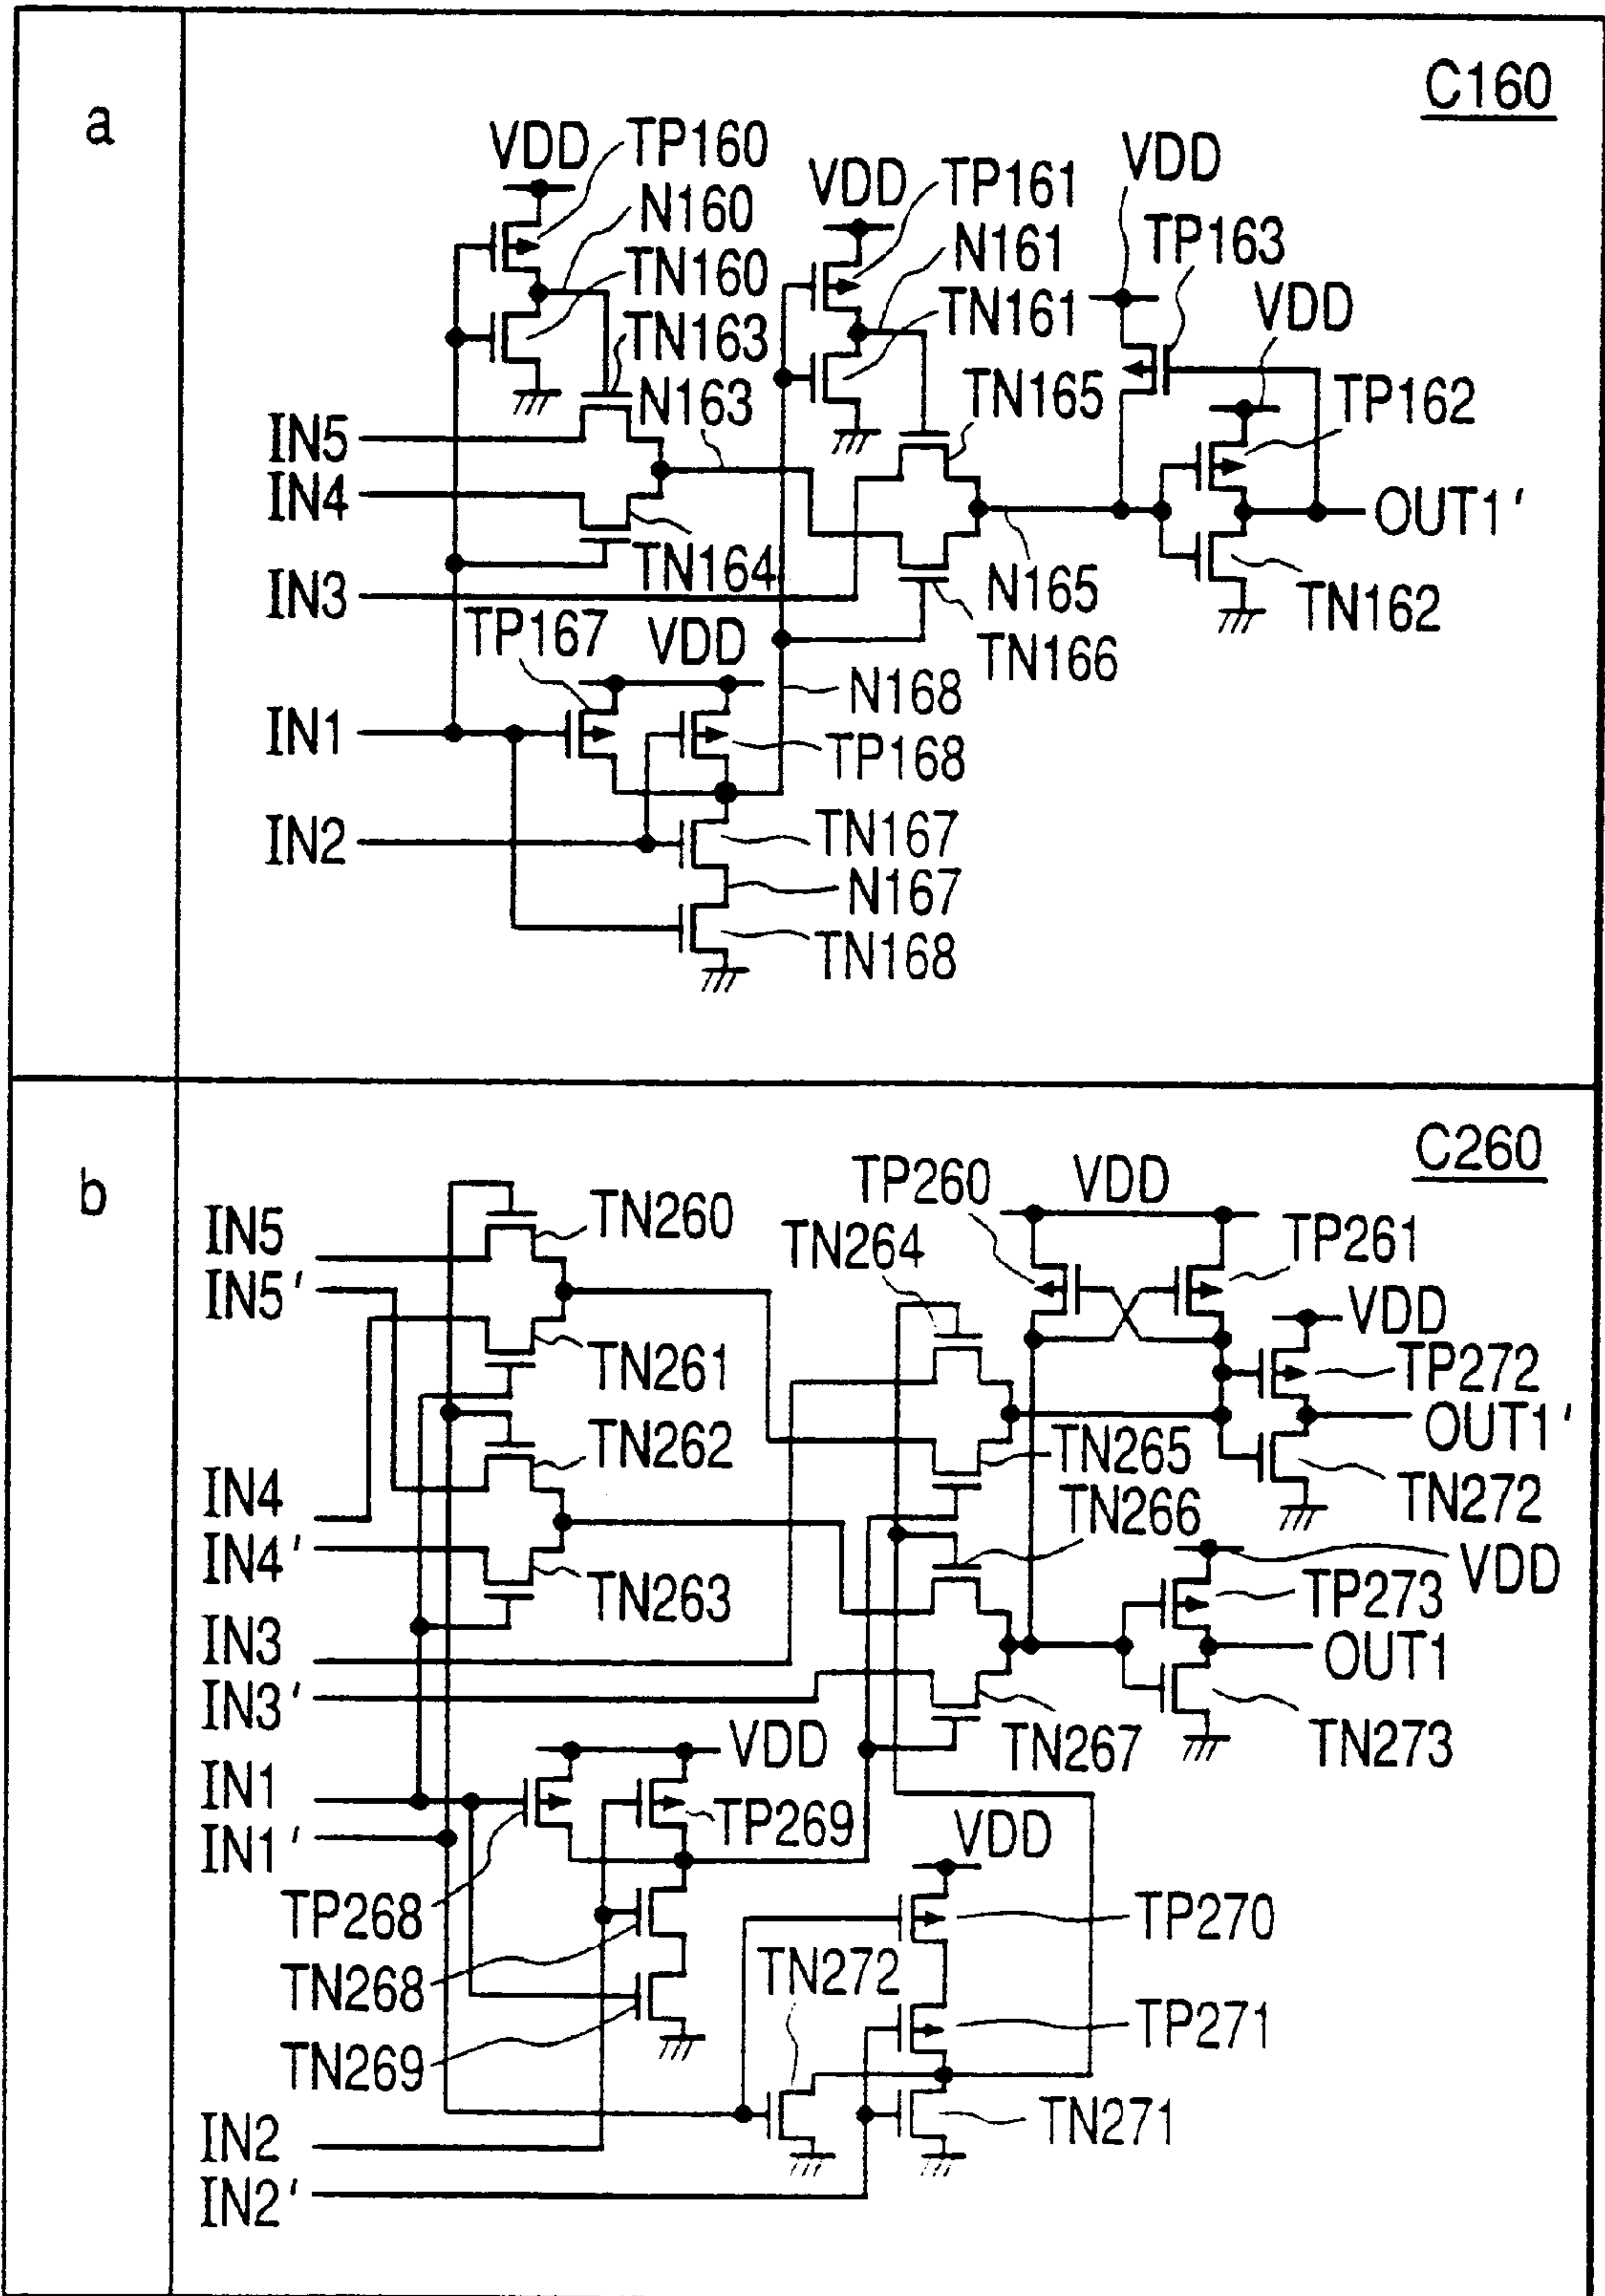 a
C160
VDD
TP160
N160
TN160
TN163
N163
VDD
TP161
N161
TN161
TN165
VDD
TP163
VDD
TP162
IN5
IN4
TN164
IN3
OUT1'
TN162
N165
TN166
TP167
VDD
N168
IN1
TP168
IN2
TN167
N167
TN168
b
C260
IN5
TN260
IN5'
TN261
TP260
VDD
TN264
TP261
VDD
TP272
OUT1'
TN262
TN265
TN272
IN4
TN266
IN4'
TN263
VDD
TP273
IN3
OUT1
IN3'
TN267
TN273
VDD
IN1
TP269
IN1'
VDD
TP268
TP270
TN268
TN272
TP271
TN269
TN271
IN2
IN2'